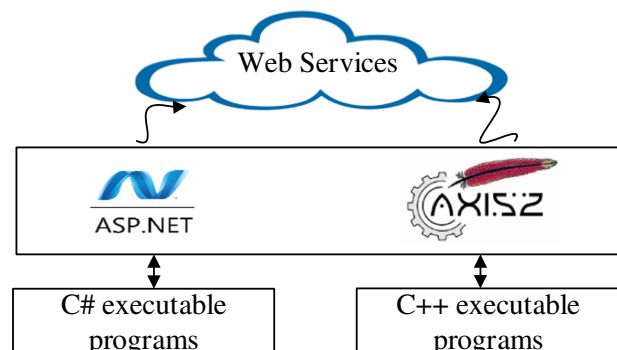 Web Services
ASP.NET
AXIS2
C# executable
programs
C++ executable
programs